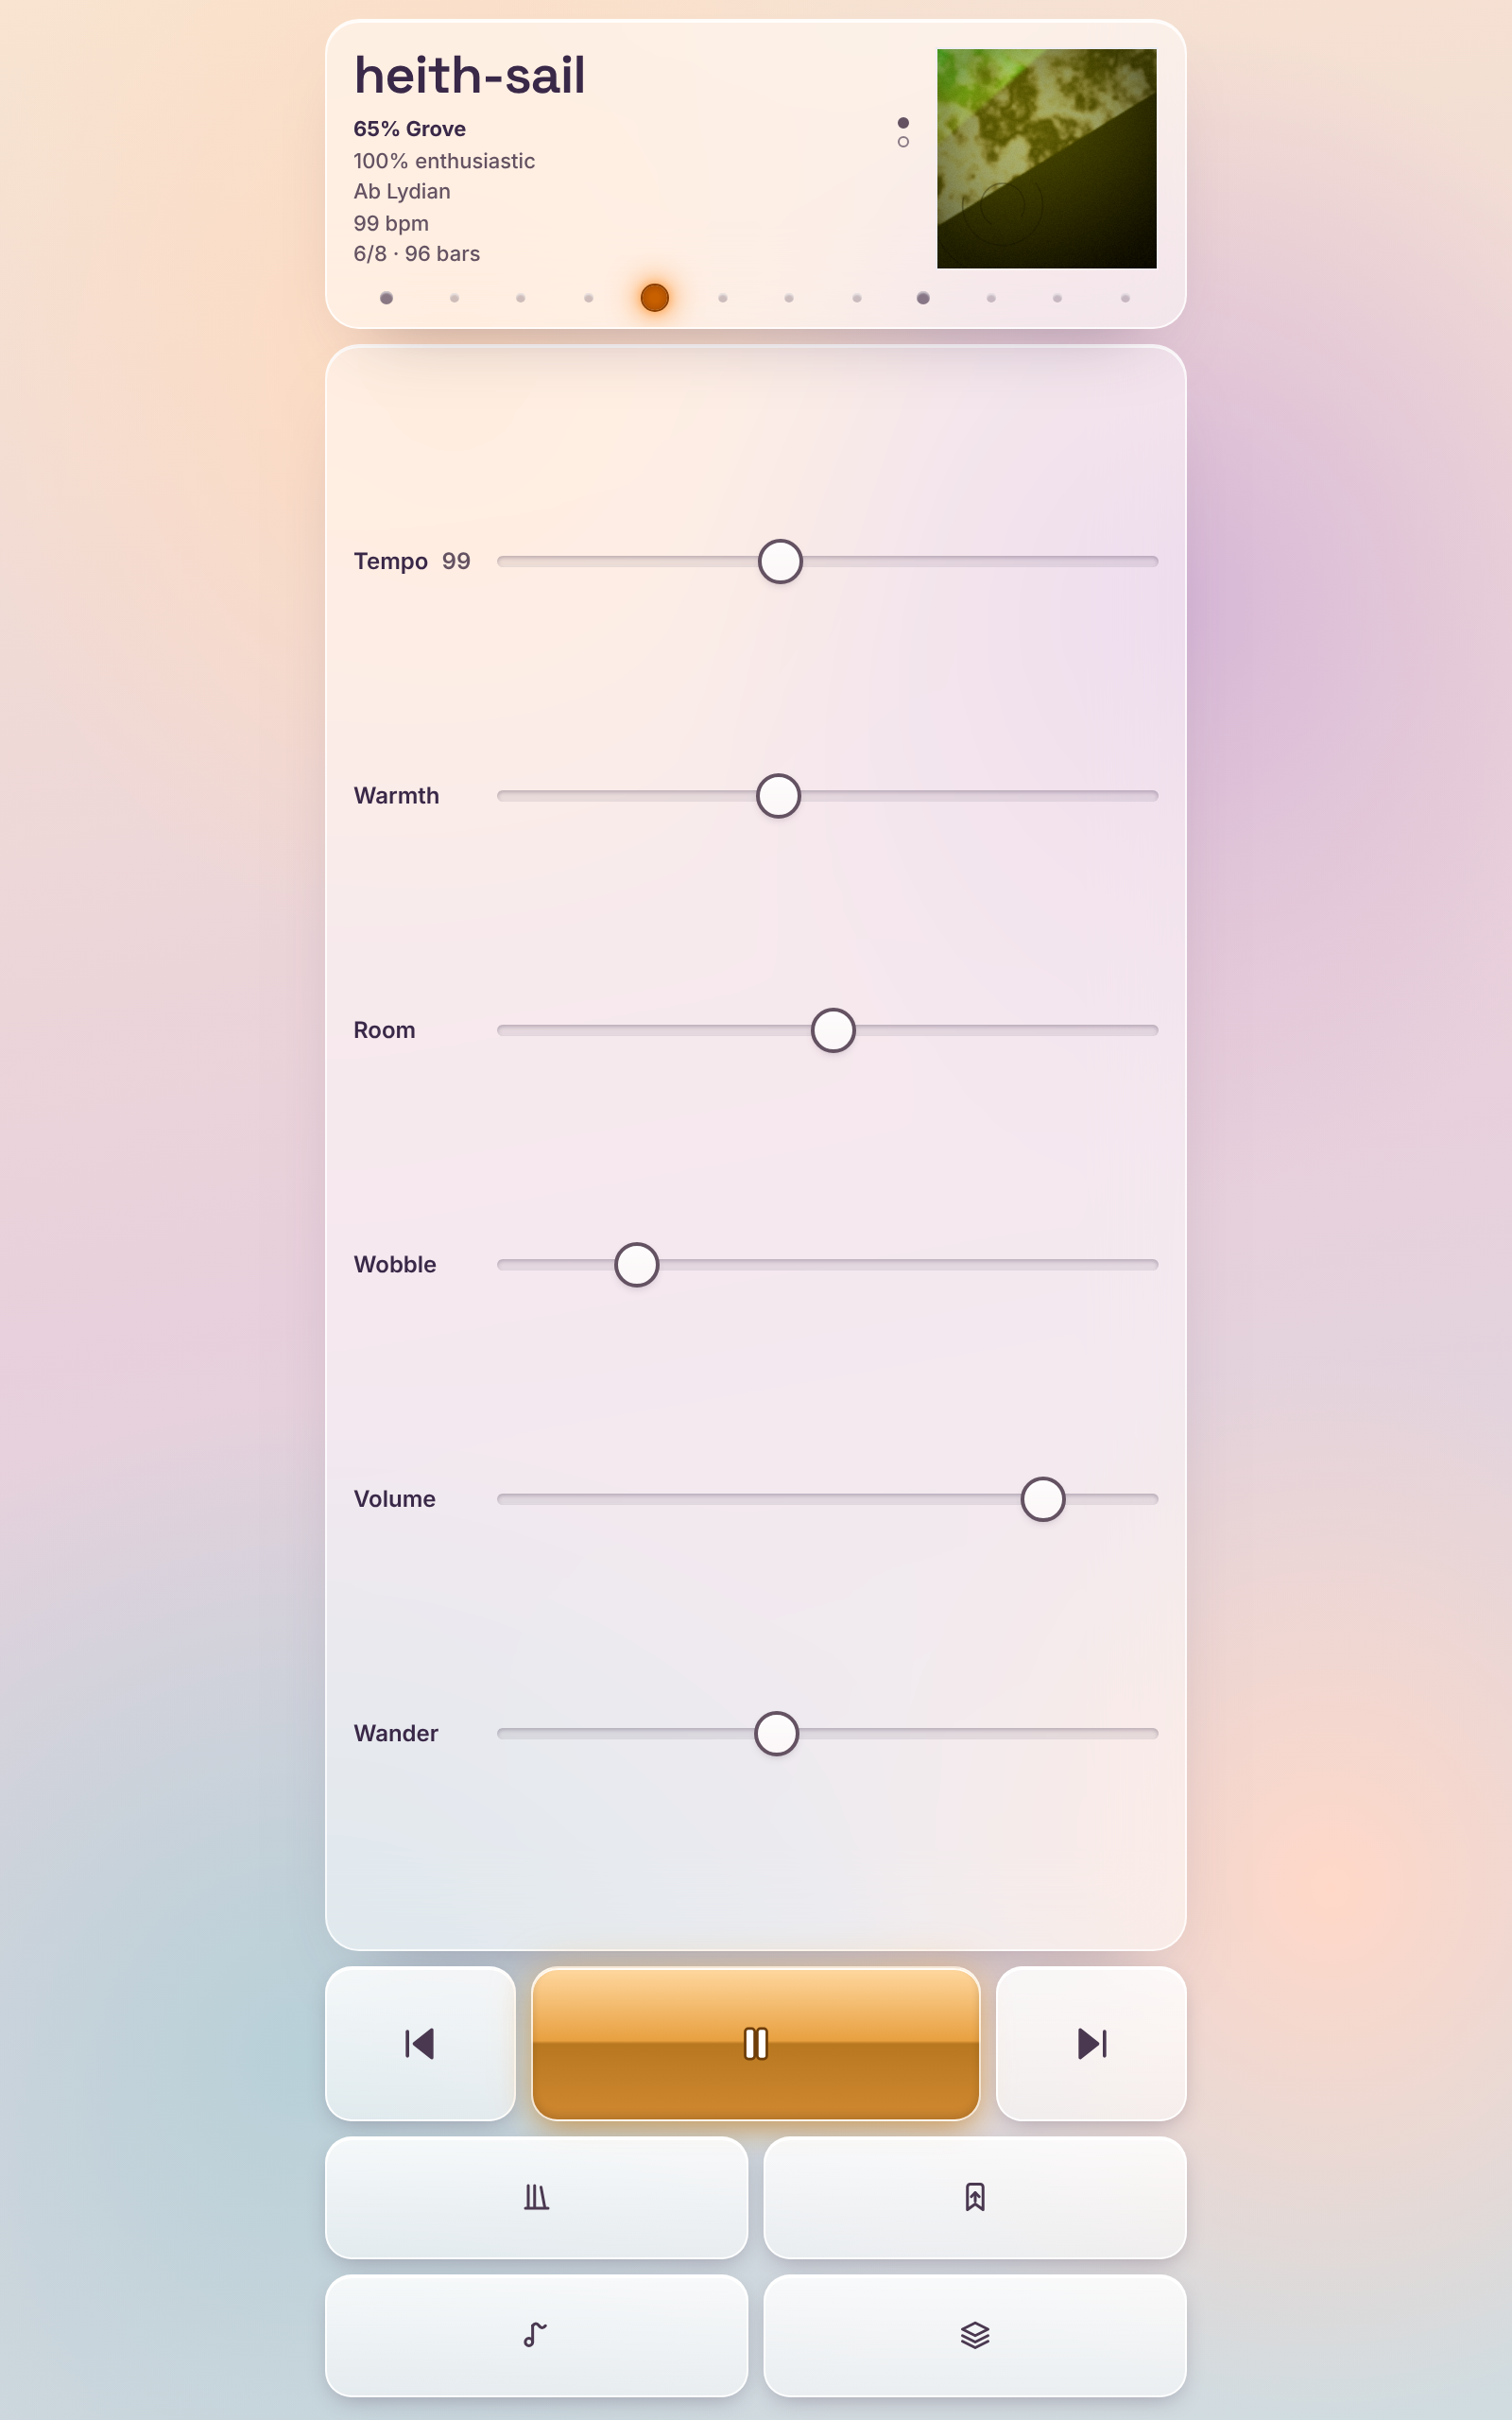 heith-sail
65% Grove
100% enthusiastic
Ab Lydian
99 bpm
6/8 · 96 bars
Tempo 99
Warmth
Room
Wobble
Volume
Wander